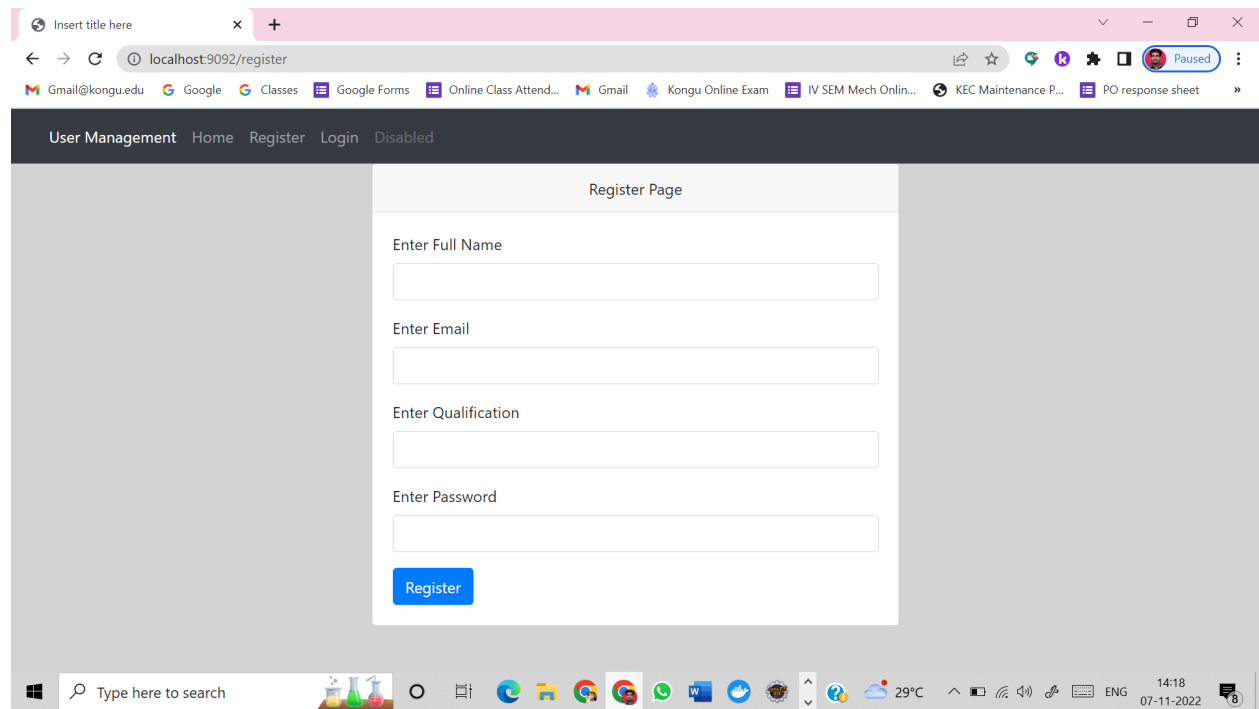 Insert title here
localhost:9092/register
Paused
Gmail@kongu.edu Google Classes Google Forms Online Class Attend... Gmail Kongu Online Exam IV SEM Mech Onlin... KEC Maintenance P... PO response sheet »
User Management Home Register Login Disabled
Register Page
Enter Full Name
Enter Email
Enter Qualification
Enter Password
Register
Type here to search
29°C ENG 14:18
07-11-2022
8